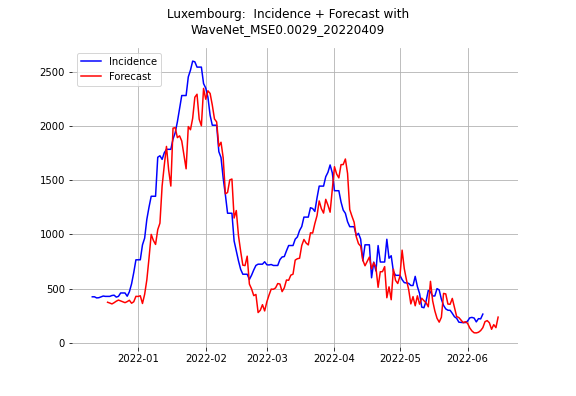 Luxembourg:  Incidence + Forecast with
WaveNet_MSE0.0029_20220409
Incidence
Forecast
2500
2000
1500
1000
500
0
2022-01 2022-02 2022-03 2022-04 2022-05 2022-06